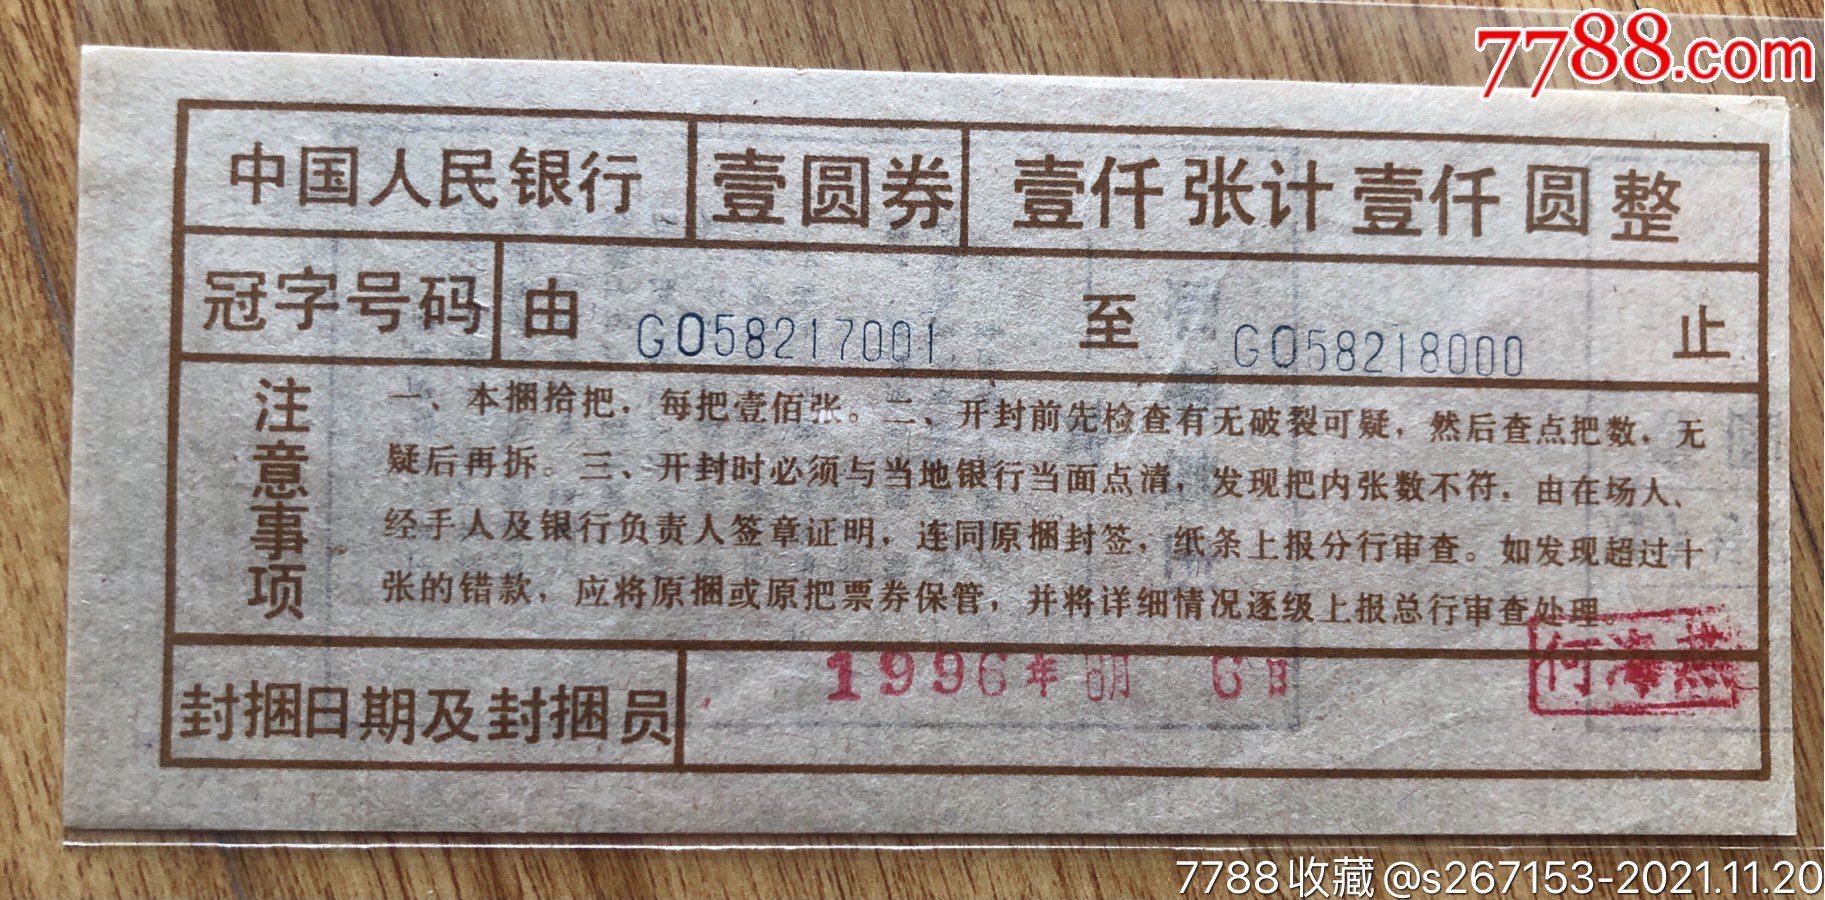 7788.com
中国人民银行 壹圆券 壹仟张计壹仟圆整
冠字号码 由 GO58217001 至 GO58218000 止
注意事项
一、本捆拾把，每把壹佰张。二、开封前先检查有无破裂可疑，然后查点把数，无
疑后再拆。三、开封时必须与当地银行当面点清，发现把内张数不符，由在场人、
经手人及银行负责人签章证明，连同原捆封签，纸条上报分行审查。如发现超过十
张的错款，应将原捆或原把票券保管，并将详细情况逐级上报总行审查处理
封捆日期及封捆员 1996年 月 日 何海燕
7788收藏@s267153-2021.11.20